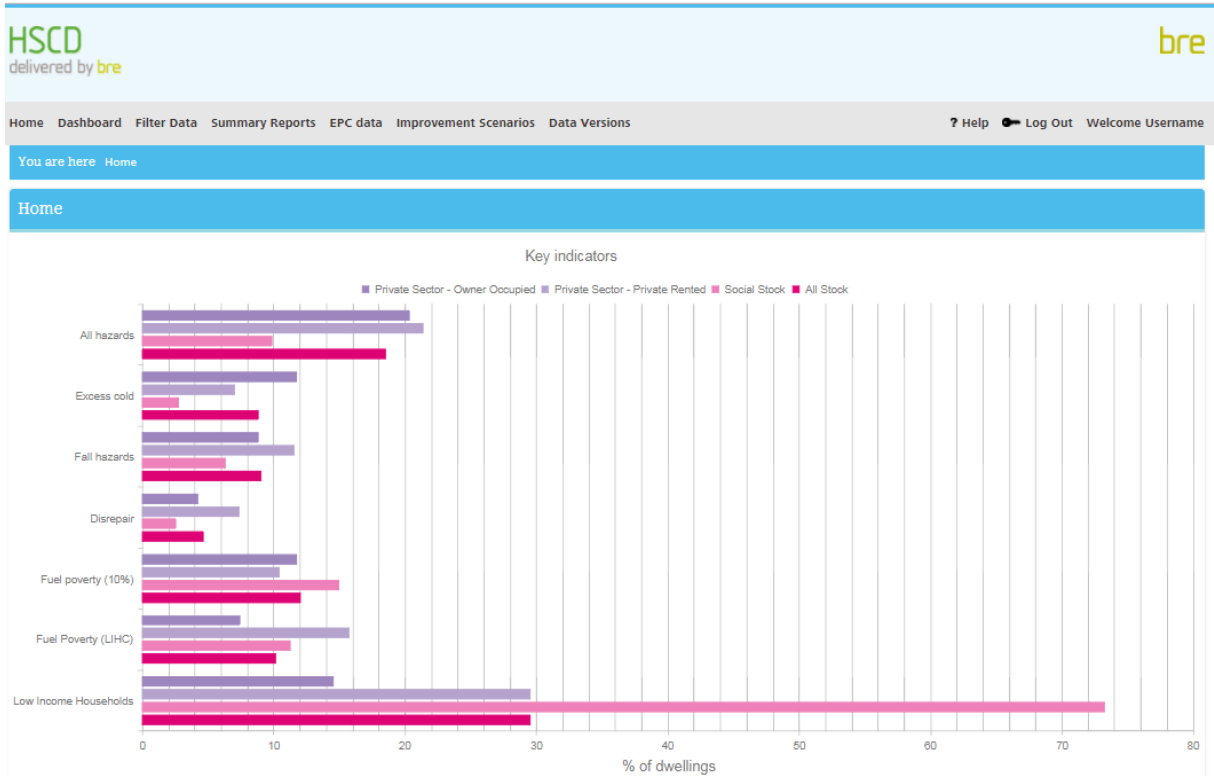 HSCD
delivered by bre
bre
Home Dashboard Filter Data Summary Reports EPC data Improvement Scenarios Data Versions ? Help Log Out Welcome Username
You are here Home
Home
Key indicators
Private Sector - Owner Occupied Private Sector - Private Rented Social Stock All Stock
All hazards
Excess cold
Fall hazards
Disrepair
Fuel poverty (10%)
Fuel Poverty (LIHC)
Low Income Households
0 10 20 30 40 50 60 70 80
% of dwellings